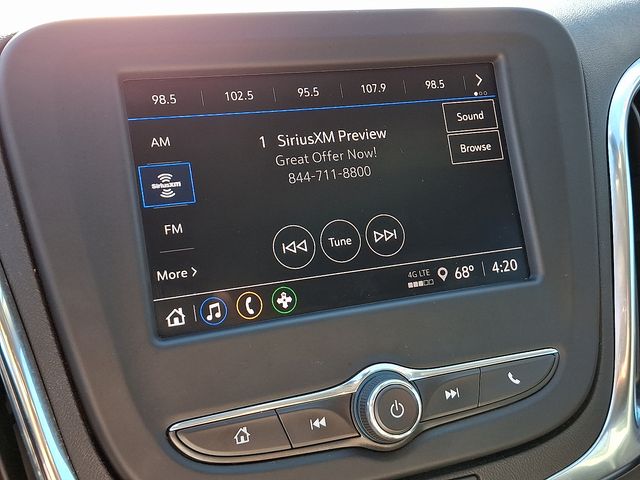 98.5 102.5 95.5 107.9 98.5
AM
1 SiriusXM Preview
Great Offer Now!
844-711-8800
Sound
Browse
SiriusXM
FM
Tune
More
4G LTE 68° 4:20